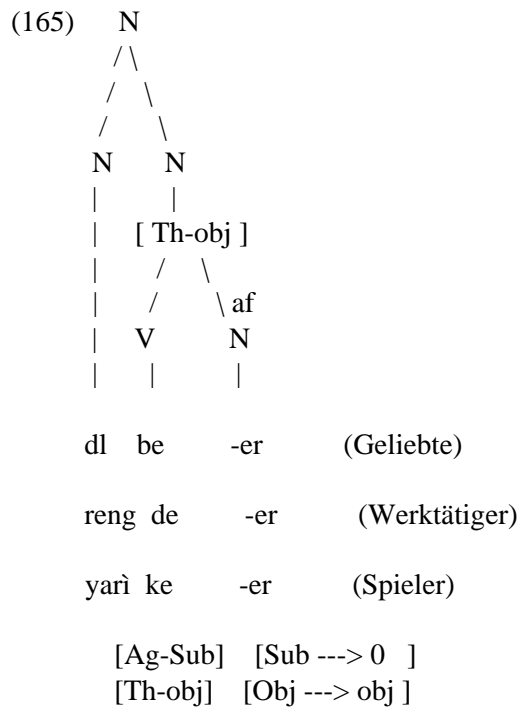 (165) N
/ \
/ \
/ \
N N
| |
| [ Th-obj ]
| / \
| / \ af
| V N
| | |
dl be -er (Geliebte)
reng de -er (Werktätiger)
yarì ke -er (Spieler)
[Ag-Sub] [Sub ---> 0 ]
[Th-obj] [Obj ---> obj ]